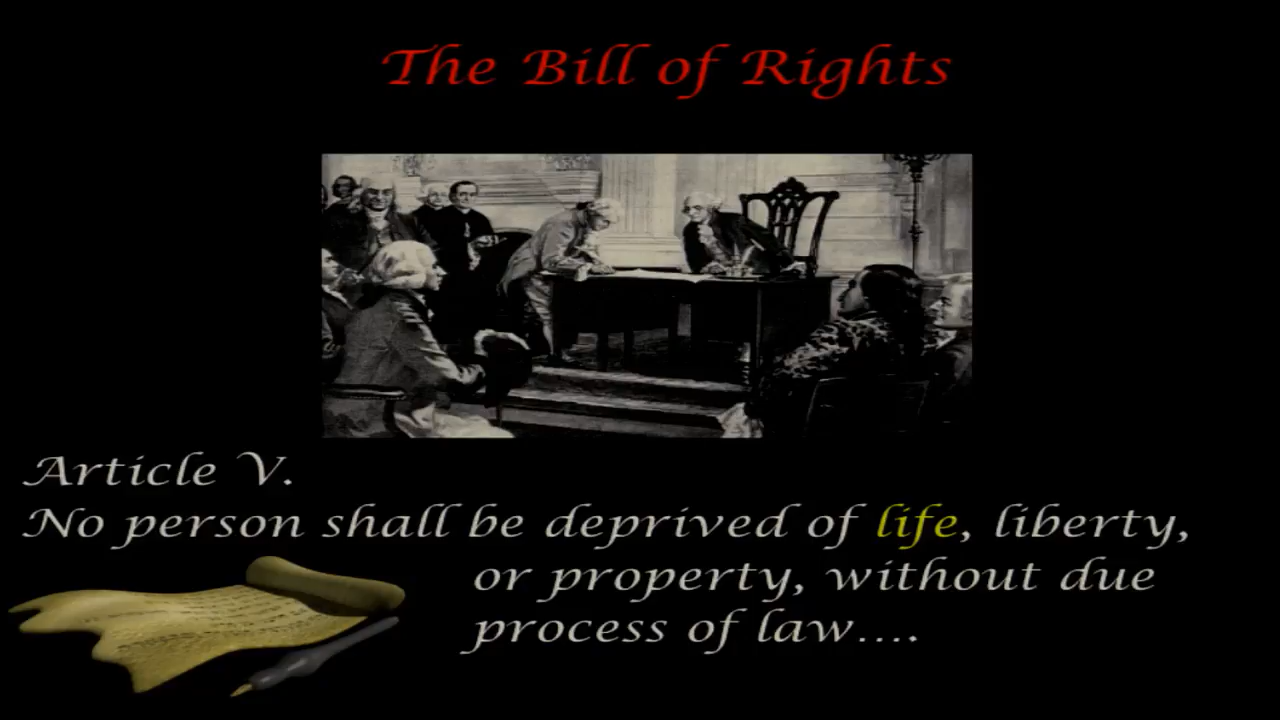 The Bill of Rights
Article V.
No person shall be deprived of life, liberty,
or property, without due
process of law....